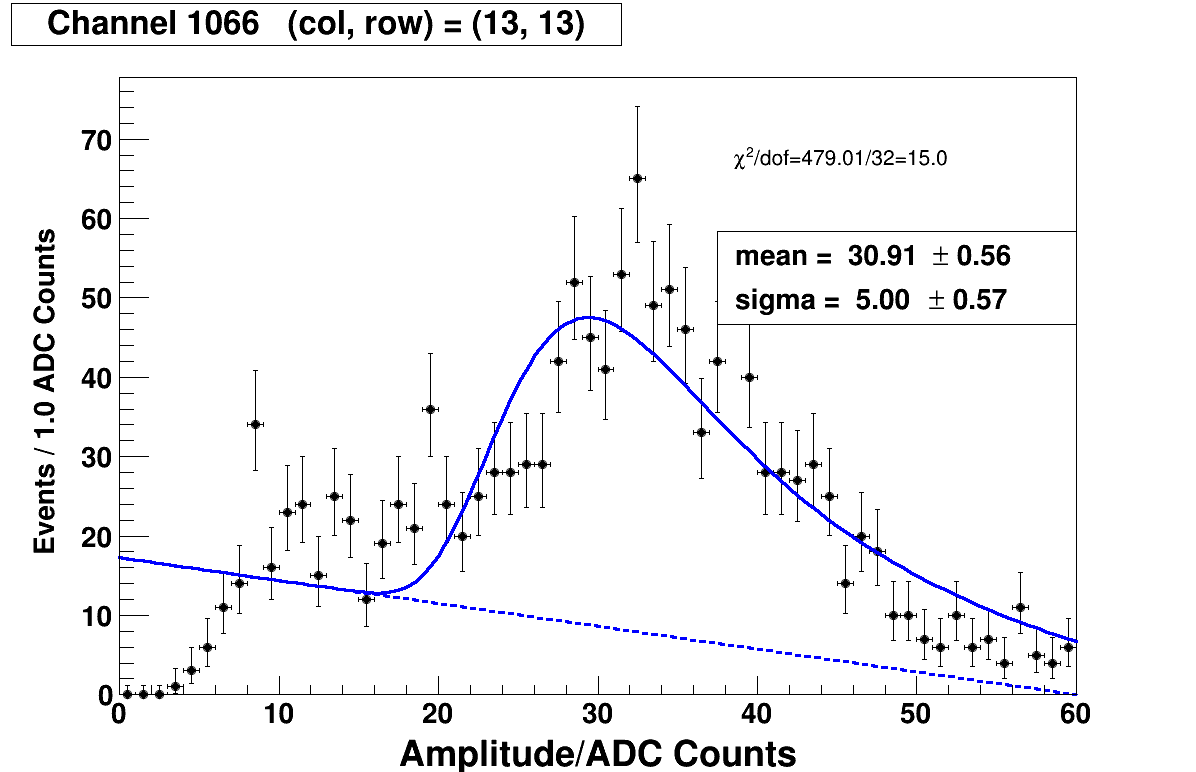 Channel 1066 (col, row) = (13, 13)
χ²/dof=479.01/32=15.0
mean = 30.91 ± 0.56
sigma = 5.00 ± 0.57
Events / 1.0 ADC Counts
70
60
50
40
30
20
10
0
0 10 20 30 40 50 60
Amplitude/ADC Counts